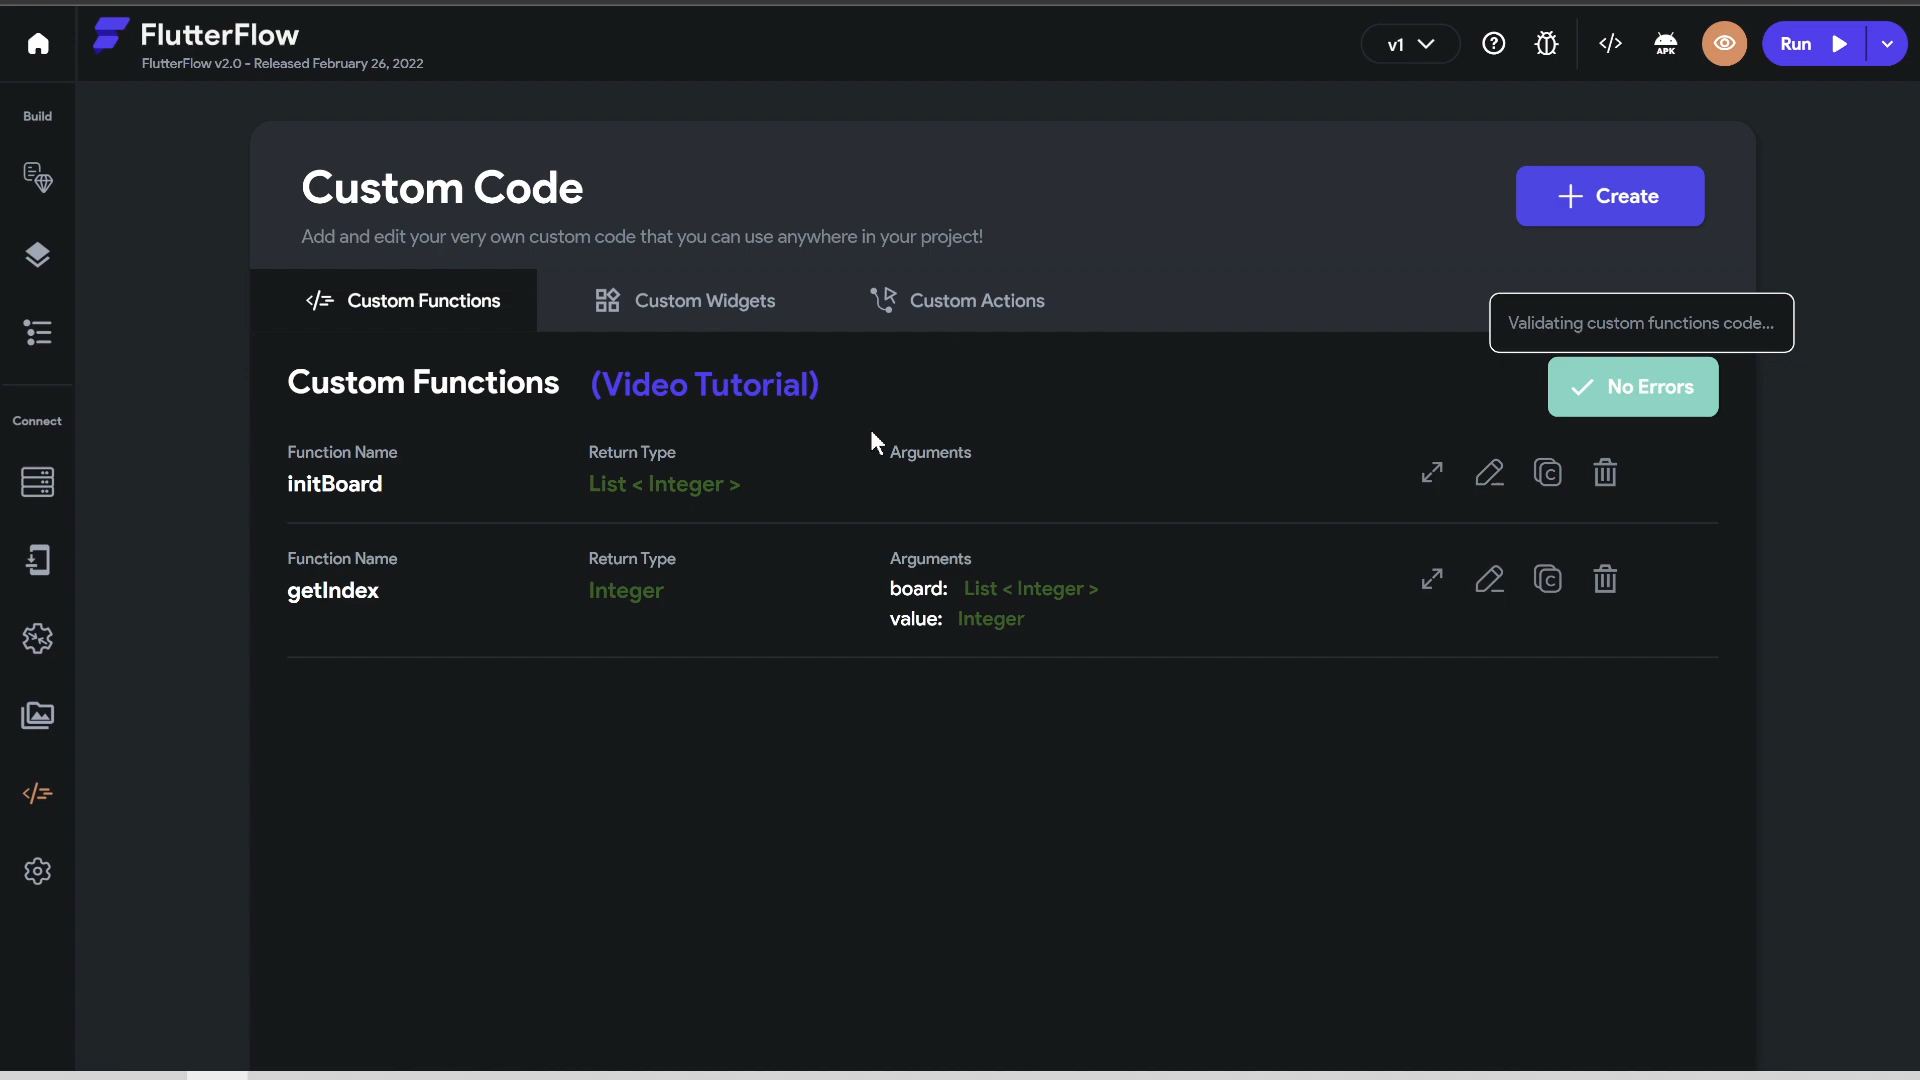 FlutterFlow
FlutterFlow v2.0 - Released February 26, 2022
v1
APK
Run
Build
Custom Code
Add and edit your very own custom code that you can use anywhere in your project!
Create
Custom Functions
Custom Widgets
Custom Actions
Validating custom functions code...
Custom Functions (Video Tutorial)
No Errors
Connect
Function Name
Return Type
Arguments
initBoard
List < Integer >
Function Name
Return Type
Arguments
getIndex
Integer
board: List < Integer >
value: Integer